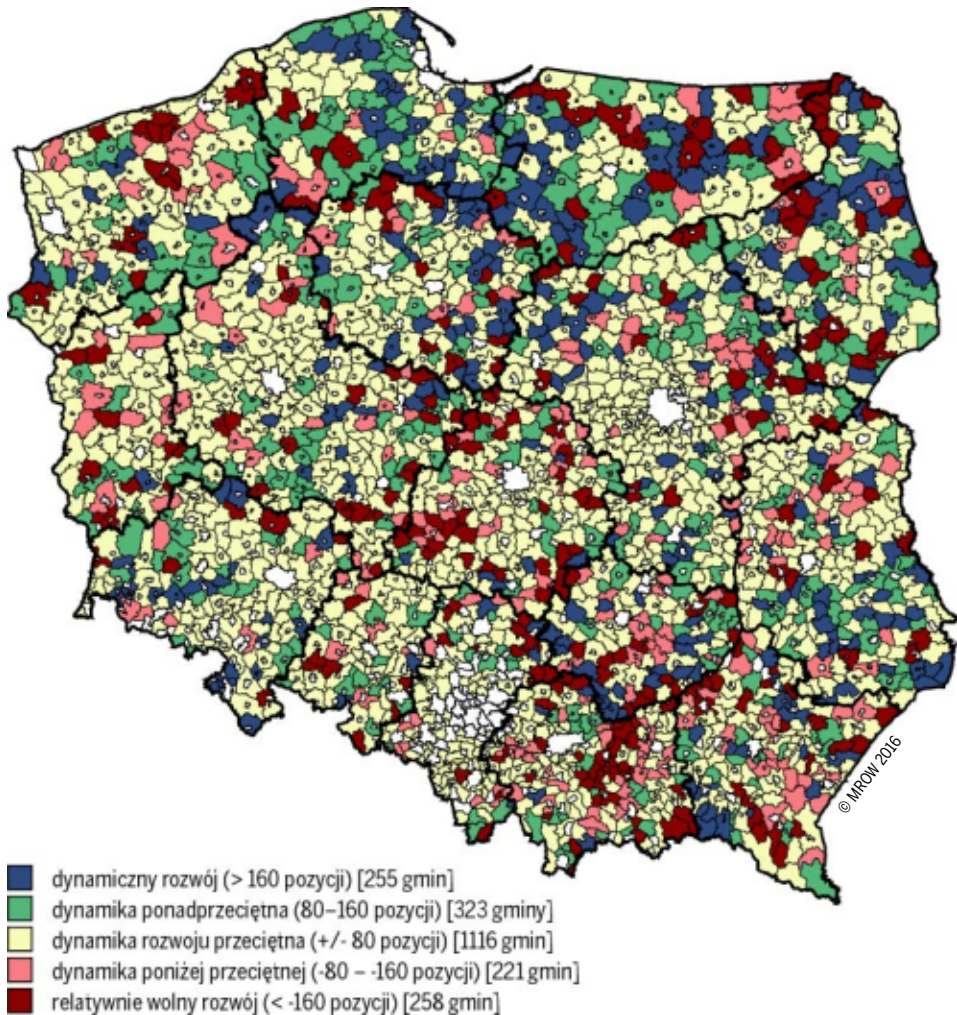 © MROW 2016
dynamiczny rozwój (> 160 pozycji) [255 gmin]
dynamika ponadprzeciętna (80–160 pozycji) [323 gminy]
dynamika rozwoju przeciętna (+/- 80 pozycji) [1116 gmin]
dynamika poniżej przeciętnej (-80 – -160 pozycji) [221 gmin]
relatywnie wolny rozwój (< -160 pozycji) [258 gmin]